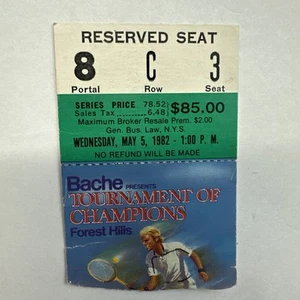 RESERVED SEAT
8 C 3
Portal Row Seat
SERIES PRICE 78.52
Sales Tax 6.48 $85.00
Maximum Broker Resale Prem. $2.00
Gen. Bus. Law, N.Y.S.
WEDNESDAY, MAY 5, 1982 - 1:00 P. M.
NO REFUND WILL BE MADE
Bache PRESENTS
TOURNAMENT OF
CHAMPIONS
Forest Hills